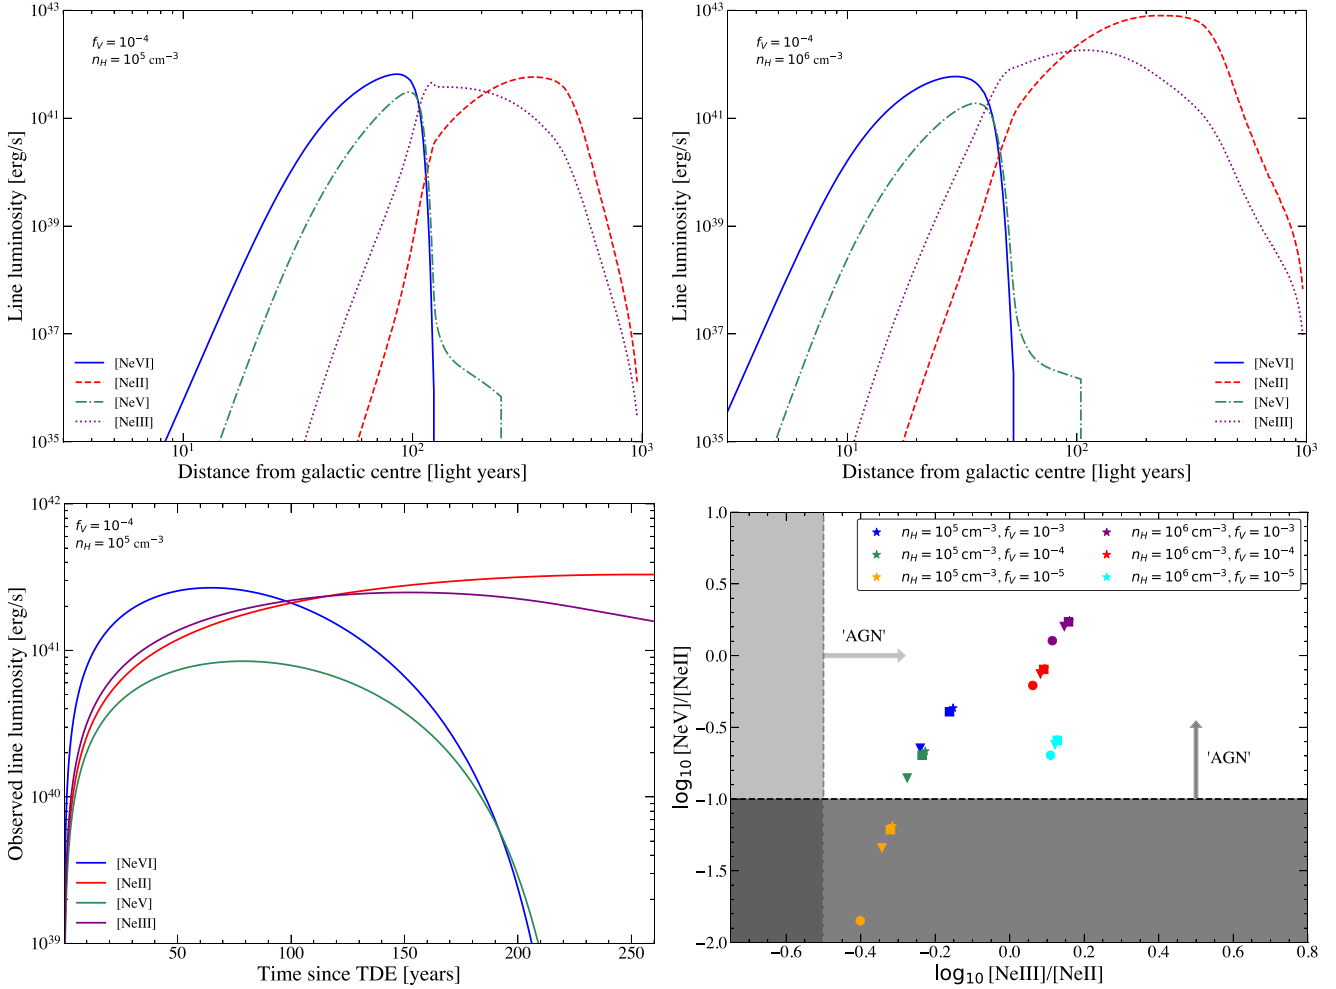 f_V = 10^-4
n_H = 10^5 cm^-3
10^43
10^41
10^39
10^37
10^35
Line luminosity [erg/s]
[NeVI]
[NeII]
[NeV]
[NeIII]
10^1
10^2
10^3
Distance from galactic centre [light years]
f_V = 10^-4
n_H = 10^6 cm^-3
10^43
10^41
10^39
10^37
10^35
Line luminosity [erg/s]
[NeVI]
[NeII]
[NeV]
[NeIII]
10^1
10^2
10^3
Distance from galactic centre [light years]
f_V = 10^-4
n_H = 10^5 cm^-3
10^42
10^41
10^40
10^39
Observed line luminosity [erg/s]
[NeVI]
[NeII]
[NeV]
[NeIII]
50
100
150
200
250
Time since TDE [years]
n_H = 10^5 cm^-3, f_V = 10^-3
n_H = 10^5 cm^-3, f_V = 10^-4
n_H = 10^5 cm^-3, f_V = 10^-5
n_H = 10^6 cm^-3, f_V = 10^-3
n_H = 10^6 cm^-3, f_V = 10^-4
n_H = 10^6 cm^-3, f_V = 10^-5
1.0
0.5
0.0
−0.5
−1.0
−1.5
−2.0
log10 [NeV]/[NeII]
'AGN'
'AGN'
−0.6
−0.4
−0.2
0.0
0.2
0.4
0.6
0.8
log10 [NeIII]/[NeII]